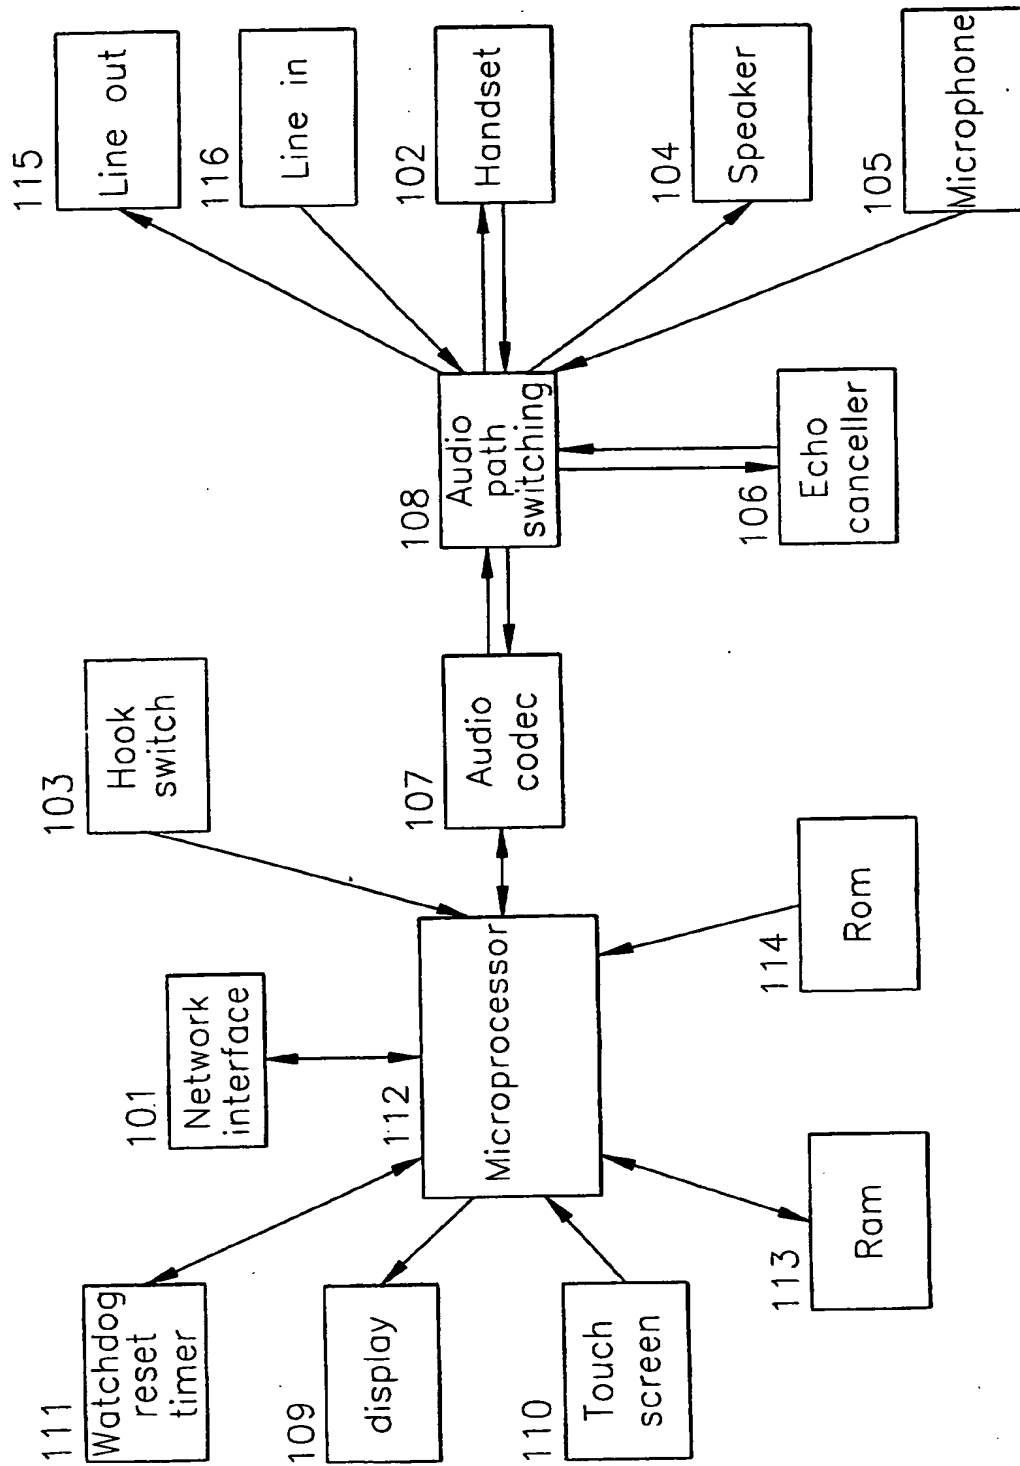 111
Watchdog
reset
timer
109
display
110
Touch
screen
101
Network
interface
112
Microprocessor
113
Ram
114
Rom
103
Hook
switch
107
Audio
codec
108
Audio
path
switching
106
Echo
canceller
115
Line out
116
Line in
102
Handset
104
Speaker
105
Microphone